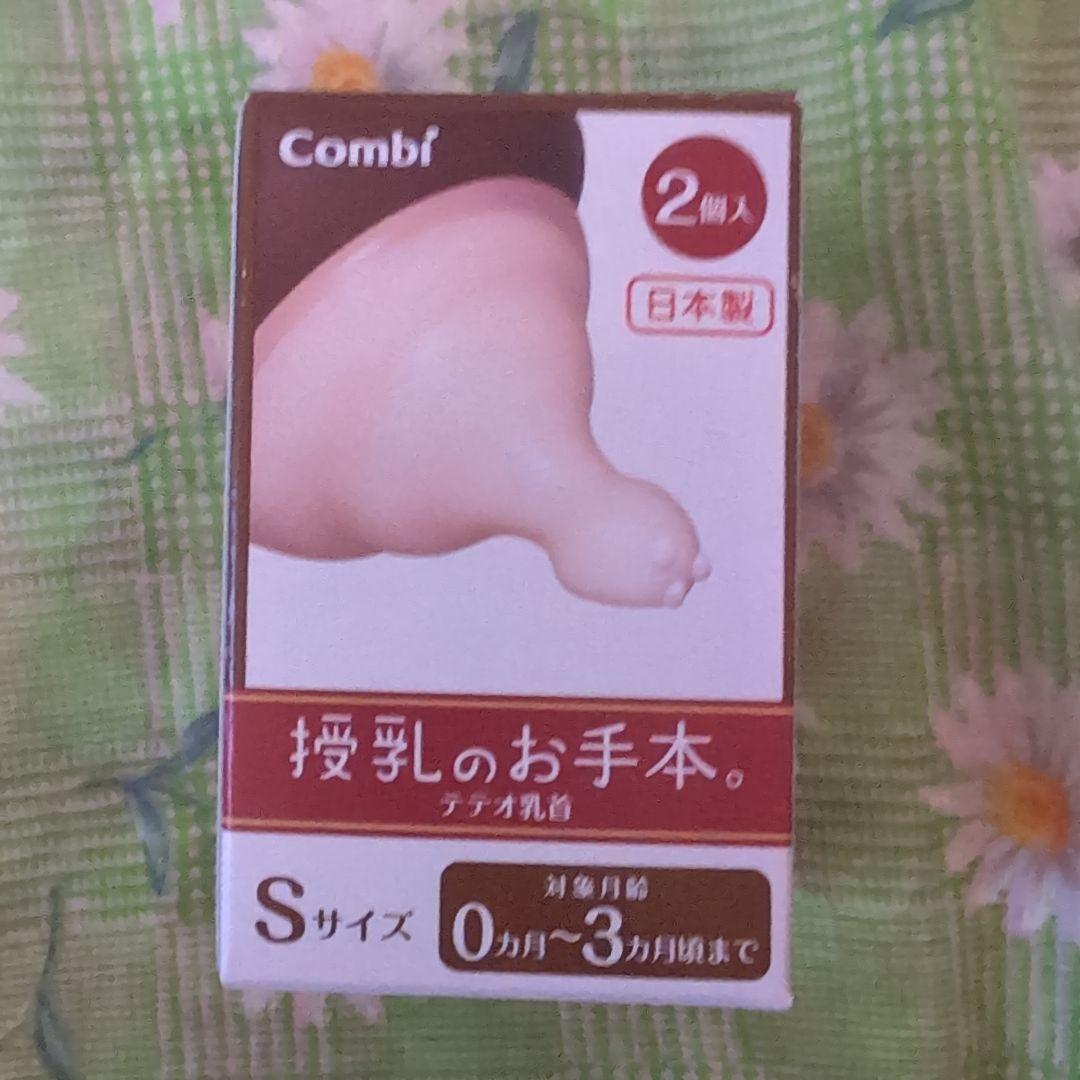 Combi
2個入
日本製
授乳のお手本。
テテオ乳首
Sサイズ
対象月齢
0カ月~3カ月頃まで